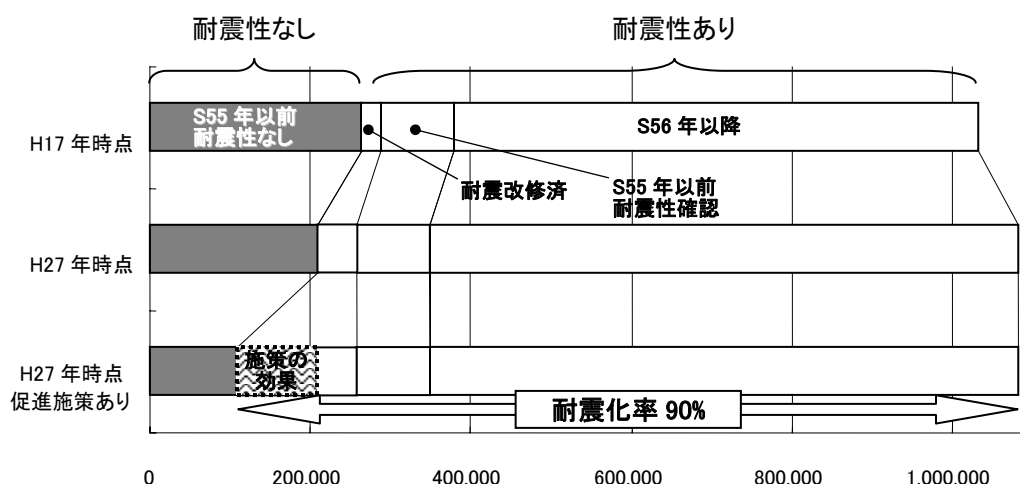 耐震性なし
耐震性あり
S55 年以前
耐震性なし
S56 年以降
H17 年時点
耐震改修済
S55 年以前
耐震性確認
H27 年時点
施策の
効果
H27 年時点
促進施策あり
耐震化率 90%
0
200,000
400,000
600,000
800,000
1,000,000